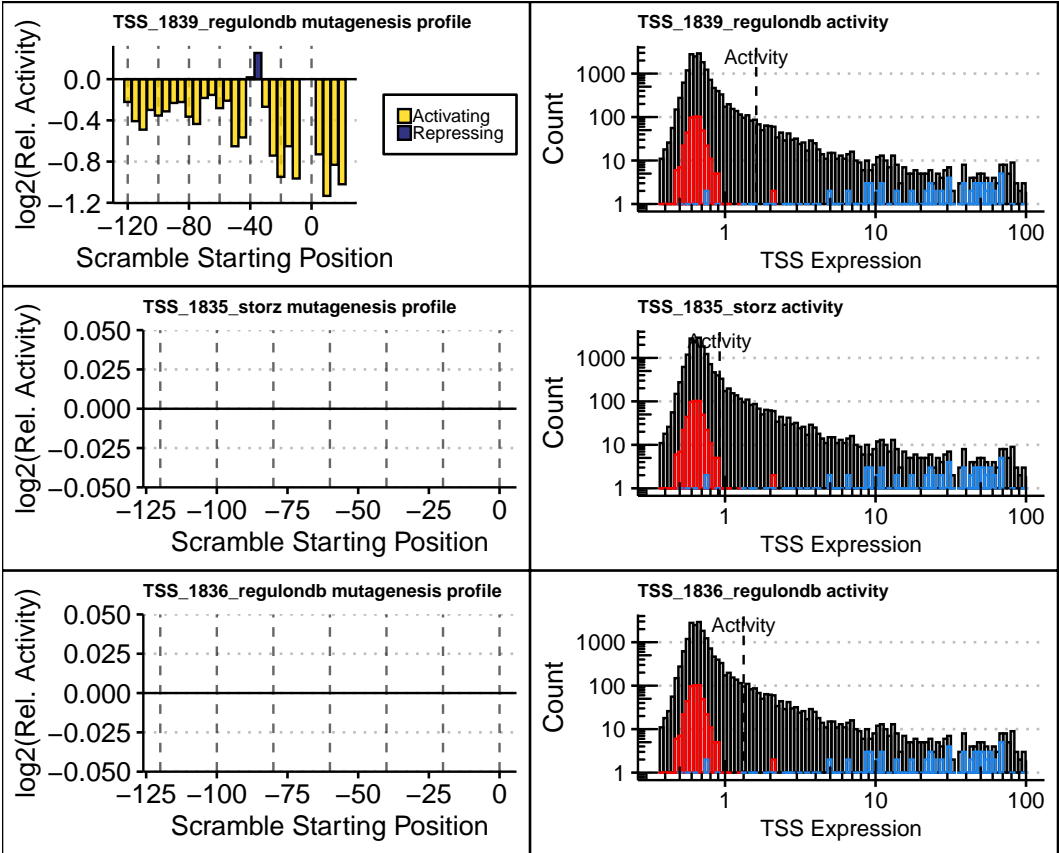 TSS_1839_regulondb mutagenesis profile
log2(Rel. Activity)
0.0
−0.4
−0.8
−1.2
−120 −80 −40 0
Scramble Starting Position
Activating
Repressing
TSS_1839_regulondb activity
Activity
Count
1000
100
10
1
1 10 100
TSS Expression
TSS_1835_storz mutagenesis profile
log2(Rel. Activity)
0.050
0.025
0.000
−0.025
−0.050
−125 −100 −75 −50 −25 0
Scramble Starting Position
TSS_1835_storz activity
Activity
Count
1000
100
10
1
1 10 100
TSS Expression
TSS_1836_regulondb mutagenesis profile
log2(Rel. Activity)
0.050
0.025
0.000
−0.025
−0.050
−125 −100 −75 −50 −25 0
Scramble Starting Position
TSS_1836_regulondb activity
Activity
Count
1000
100
10
1
1 10 100
TSS Expression